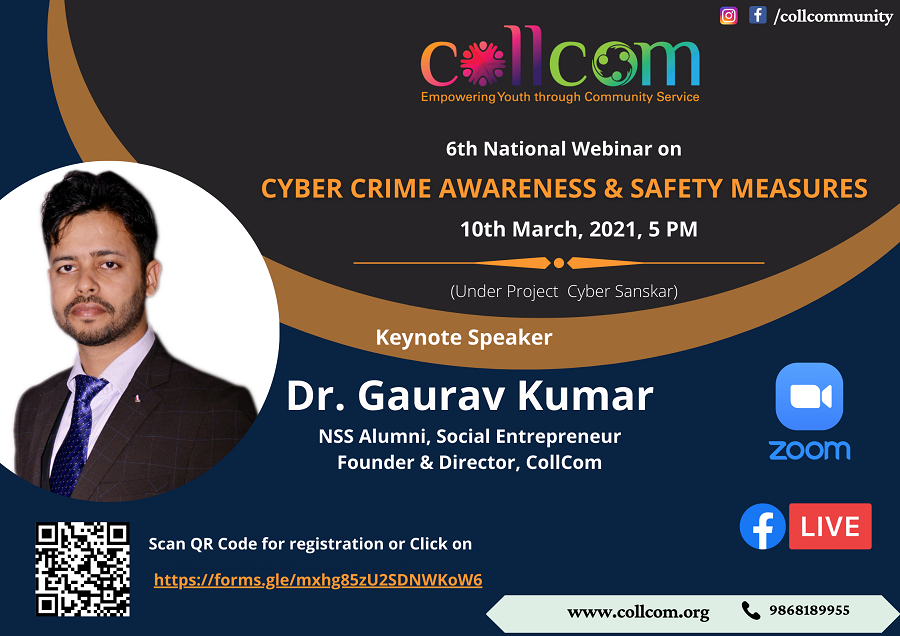 /collcommunity
collcom
Empowering Youth through Community Service
6th National Webinar on
CYBER CRIME AWARENESS & SAFETY MEASURES
10th March, 2021, 5 PM
(Under Project Cyber Sanskar)
Keynote Speaker
Dr. Gaurav Kumar
NSS Alumni, Social Entrepreneur
Founder & Director, CollCom
zoom
LIVE
Scan QR Code for registration or Click on
https://forms.gle/mxhg85zU2SDNWKoW6
www.collcom.org
9868189955